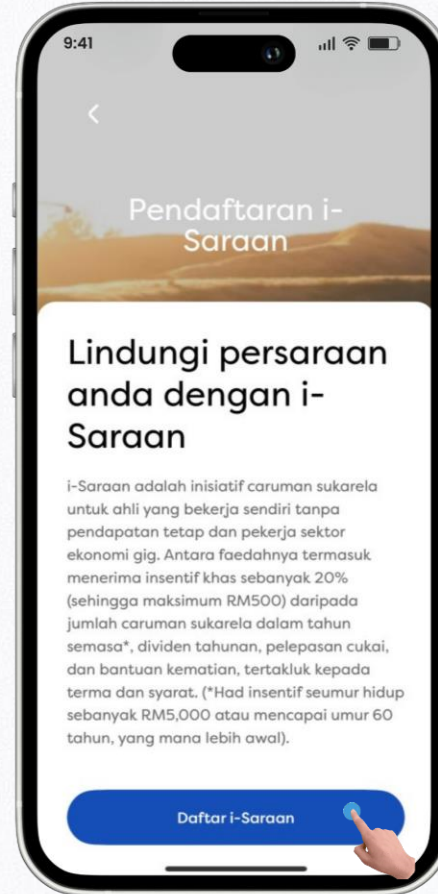 9:41
Pendaftaran i-
Saraan
Lindungi persaraan
anda dengan i-
Saraan
i-Saraan adalah inisiatif caruman sukarela
untuk ahli yang bekerja sendiri tanpa
pendapatan tetap dan pekerja sektor
ekonomi gig. Antara faedahnya termasuk
menerima insentif khas sebanyak 20%
(sehingga maksimum RM500) daripada
jumlah caruman sukarela dalam tahun
semasa*, dividen tahunan, pelepasan cukai,
dan bantuan kematian, tertakluk kepada
terma dan syarat. (*Had insentif seumur hidup
sebanyak RM5,000 atau mencapai umur 60
tahun, yang mana lebih awal).
Daftar i-Saraan